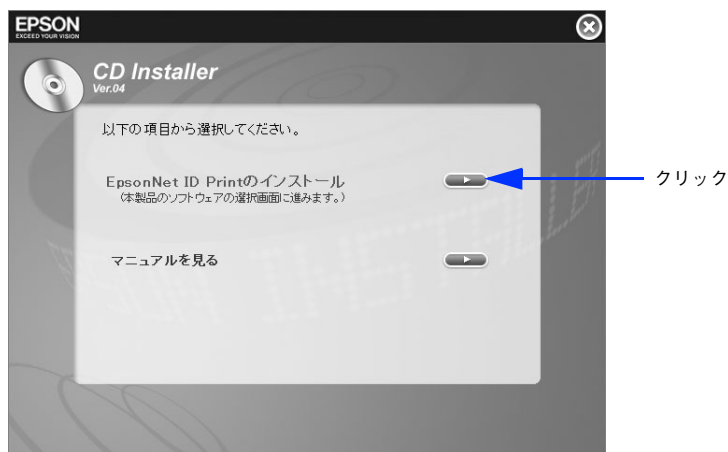 EPSON
EXCEED YOUR VISION
CD Installer
Ver.04
以下の項目から選択してください。
EpsonNet ID Printのインストール
(本製品のソフトウェアの選択画面に進みます。)
クリック
マニュアルを見る